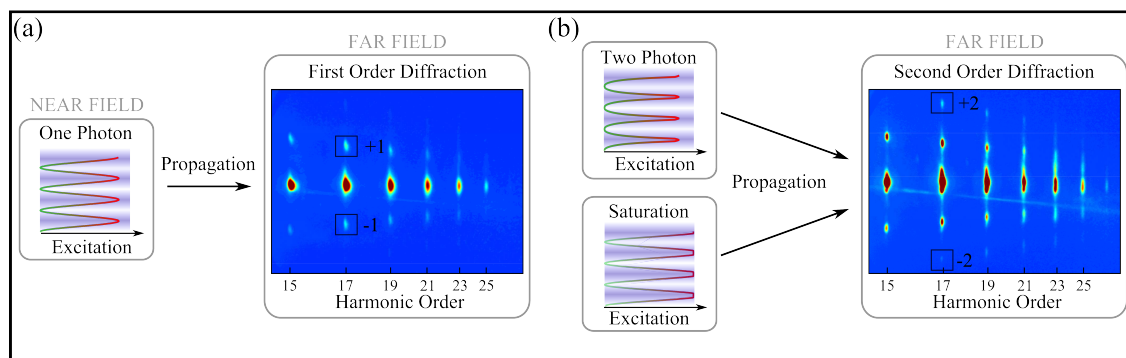 (a)
FAR FIELD
First Order Diffraction
NEAR FIELD
One Photon
Excitation
Propagation
+1
-1
15 17 19 21 23 25
Harmonic Order
(b)
Two Photon
Excitation
Saturation
Excitation
Propagation
FAR FIELD
Second Order Diffraction
+2
-2
15 17 19 21 23 25
Harmonic Order